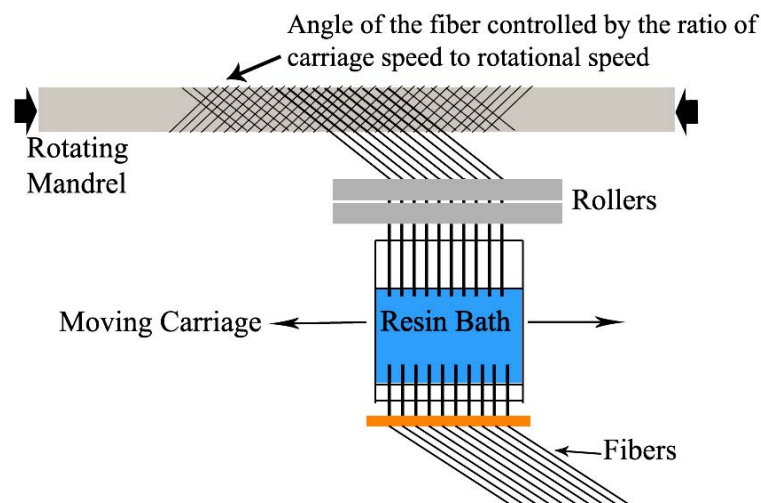 Angle of the fiber controlled by the ratio of
carriage speed to rotational speed
Rotating
Mandrel
Rollers
Moving Carriage
Resin Bath
Fibers